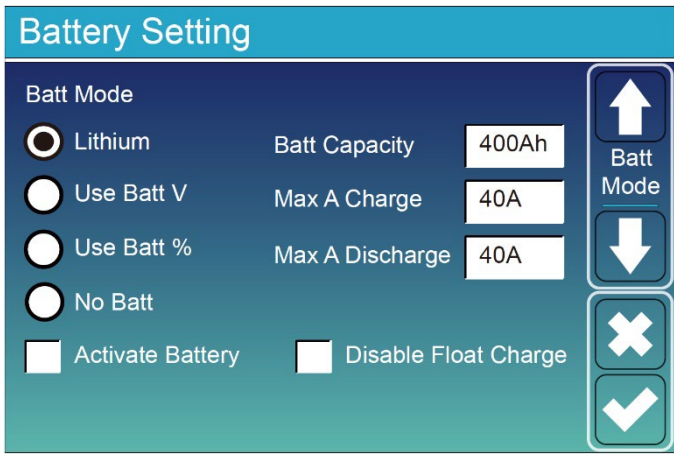 Battery Setting
Batt Mode
Lithium
Batt Capacity
400Ah
Use Batt V
Max A Charge
40A
Use Batt %
Max A Discharge
40A
No Batt
Activate Battery
Disable Float Charge
Batt
Mode